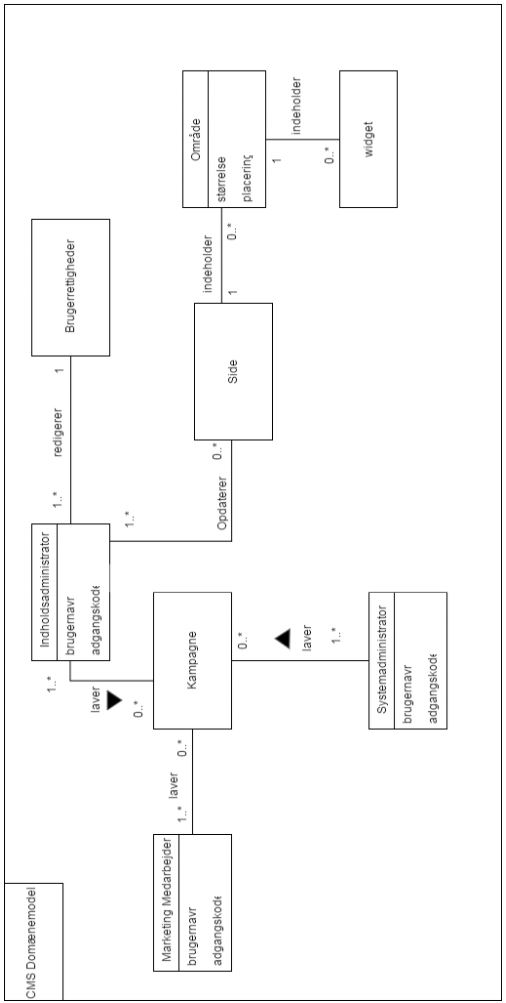 CMS Domænemodel
Indholdsadministrator
brugernavr
adgangskode
1..*
laver
0..*
1..*
redigerer
1
Brugerrettigheder
1..*
Marketing Medarbejder
brugernavr
adgangskode
1..*
laver
0..*
Kampagne
Opdaterer
0..*
Side
indeholder
1
0..*
Område
størrelse
placering
1
indeholder
0..*
widget
0..*
laver
1..*
Systemadministrator
brugernavr
adgangskode